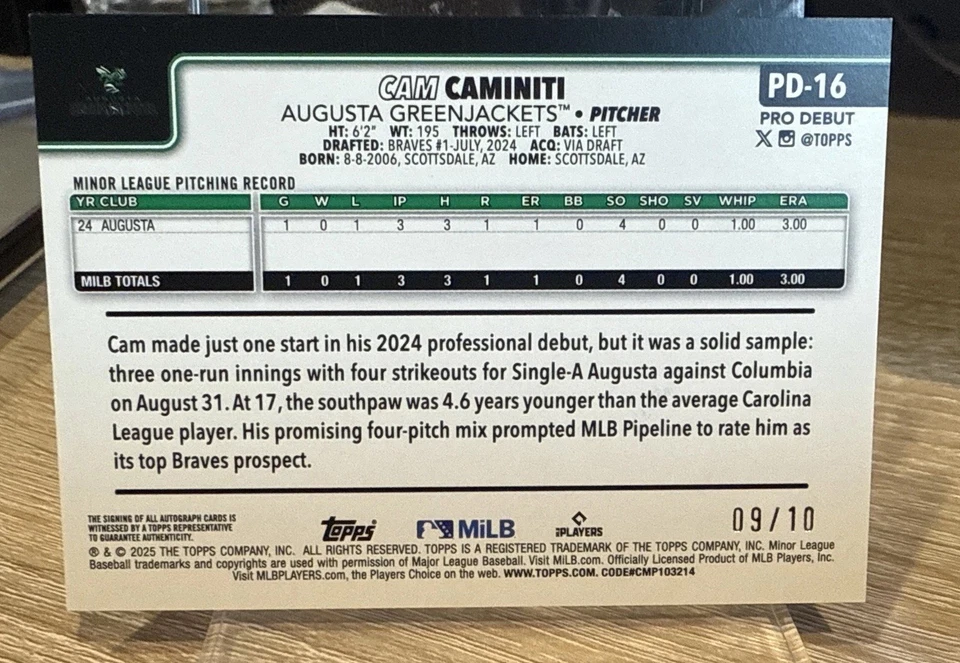 CAM CAMINITI
AUGUSTA GREENJACKETS™ • PITCHER
HT: 6'2" WT: 195 THROWS: LEFT BATS: LEFT
DRAFTED: BRAVES #1-JULY, 2024 ACQ: VIA DRAFT
BORN: 8-8-2006, SCOTTSDALE, AZ HOME: SCOTTSDALE, AZ
PD-16
PRO DEBUT
X @TOPPS
MINOR LEAGUE PITCHING RECORD
YR CLUB G W L IP H R ER BB SO SHO SV WHIP ERA
24 AUGUSTA 1 0 1 3 3 1 1 0 4 0 0 1.00 3.00
MILB TOTALS 1 0 1 3 3 1 1 0 4 0 0 1.00 3.00
Cam made just one start in his 2024 professional debut, but it was a solid sample:
three one-run innings with four strikeouts for Single-A Augusta against Columbia
on August 31. At 17, the southpaw was 4.6 years younger than the average Carolina
League player. His promising four-pitch mix prompted MLB Pipeline to rate him as
its top Braves prospect.
THE SIGNING OF ALL AUTOGRAPH CARDS IS
WITNESSED BY A TOPPS REPRESENTATIVE
TO GUARANTEE AUTHENTICITY.
Topps
MiLB
PLAYERS
09/10
® & © 2025 THE TOPPS COMPANY, INC. ALL RIGHTS RESERVED. TOPPS IS A REGISTERED TRADEMARK OF THE TOPPS COMPANY, INC. Minor League
Baseball trademarks and copyrights are used with permission of Major League Baseball. Visit MiLB.com. Officially Licensed Product of MLB Players, Inc.
Visit MLBPLAYERS.com, the Players Choice on the web. WWW.TOPPS.COM. CODE#CMP103214